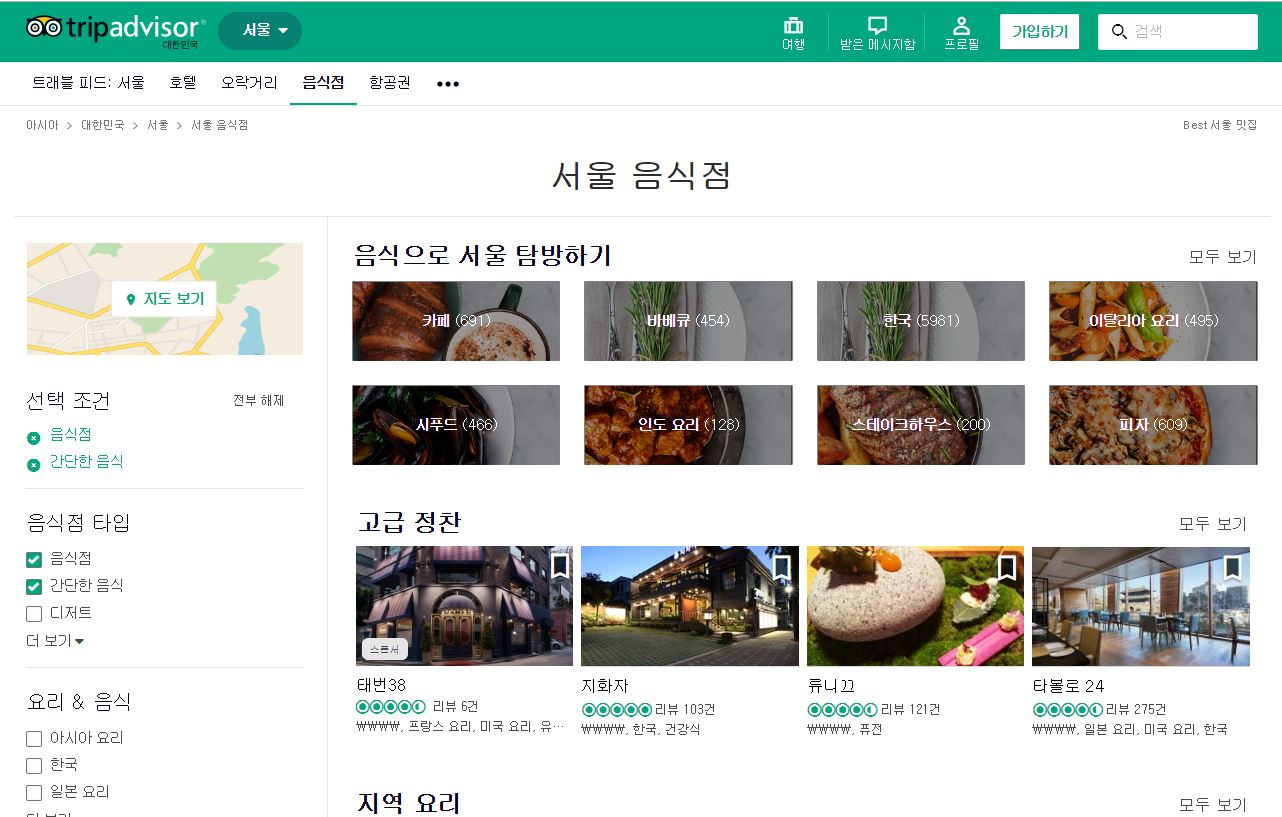 tripadvisor®
대한민국
서울
여행
받은 메시지함
프로필
가입하기
검색
트래블 피드: 서울 호텔 오락거리 음식점 항공권 •••
아시아 > 대한민국 > 서울 > 서울 음식점
Best 서울 맛집
서울 음식점
지도 보기
선택 조건 전부 해제
음식점
간단한 음식
음식점 타입
음식점
간단한 음식
디저트
더 보기
요리 & 음식
아시아 요리
한국
일본 요리
더 보기
음식으로 서울 탐방하기 모두 보기
카페 (691) 바베큐 (454) 한국 (5981) 이탈리아 요리 (495)
시푸드 (466) 인도 요리 (128) 스테이크하우스 (200) 피자 (609)
고급 정찬 모두 보기
스폰서
태번38
리뷰 6건
₩₩₩₩, 프랑스 요리, 미국 요리, 유…
지화자
리뷰 103건
₩₩₩₩, 한국, 건강식
류니끄
리뷰 121건
₩₩₩₩, 퓨전
타볼로 24
리뷰 275건
₩₩₩₩, 일본 요리, 미국 요리, 한국
지역 요리 모두 보기